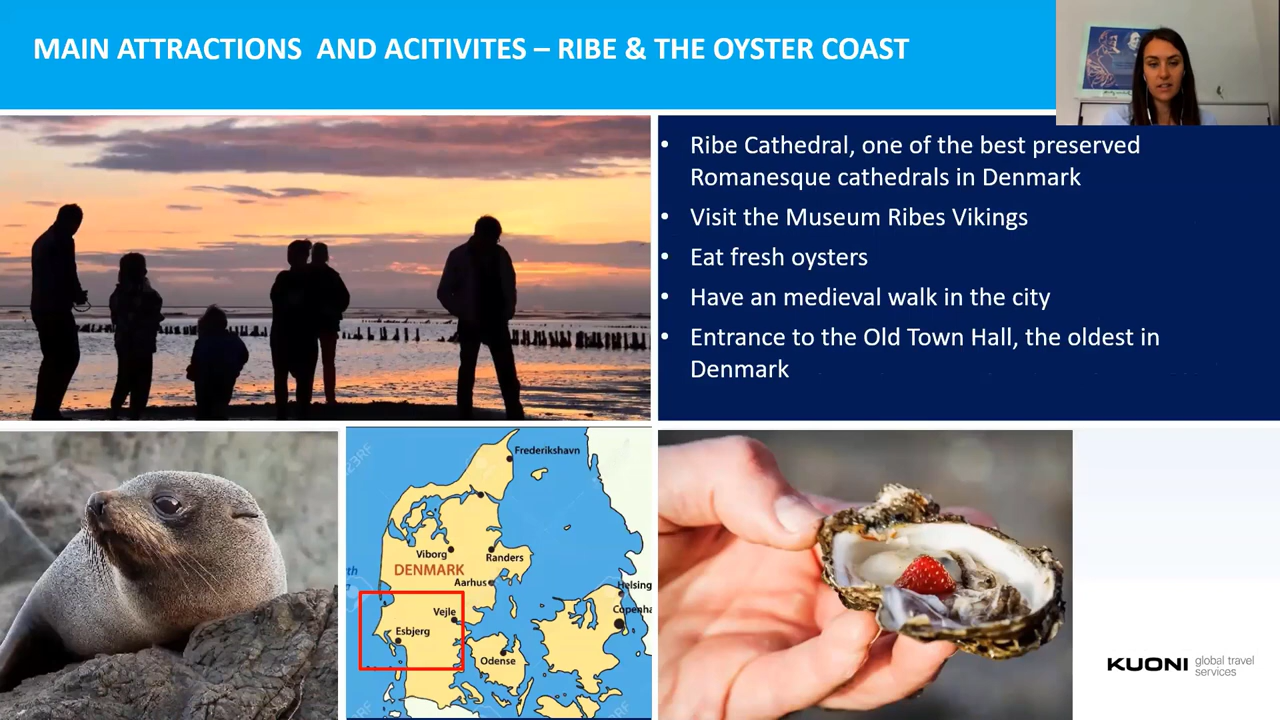 MAIN ATTRACTIONS AND ACITIVITES – RIBE & THE OYSTER COAST
• Ribe Cathedral, one of the best preserved
Romanesque cathedrals in Denmark
• Visit the Museum Ribes Vikings
• Eat fresh oysters
• Have an medieval walk in the city
• Entrance to the Old Town Hall, the oldest in
Denmark
Frederikshavn
Viborg
Randers
DENMARK
Aarhus
Helsing
Vejle
Copenha
Esbjerg
Odense
KUONI global travel
services